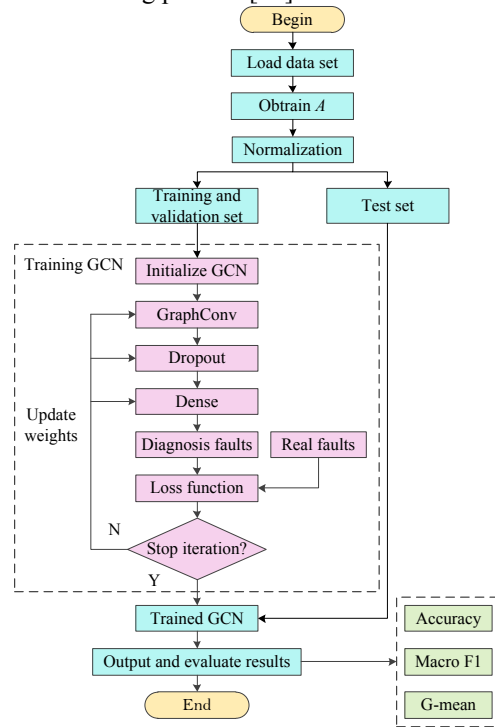 Begin
Load data set
Obtrain A
Normalization
Training and
validation set
Test set
Training GCN
Initialize GCN
GraphConv
Dropout
Dense
Update
weights
Diagnosis faults
Real faults
Loss function
N
Stop iteration?
Y
Trained GCN
Accuracy
Output and evaluate results
Macro F1
End
G-mean